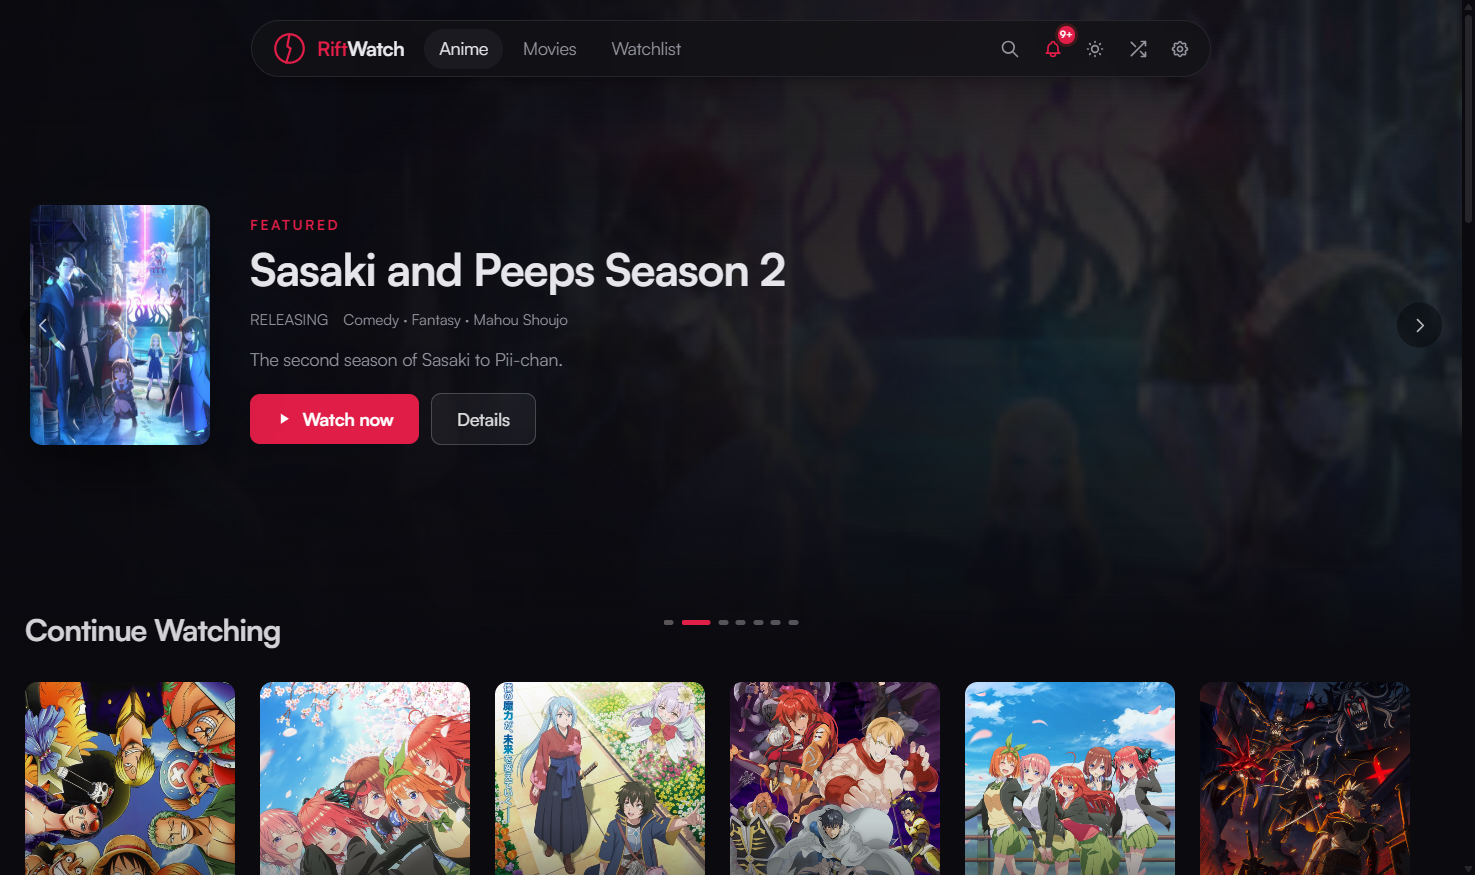 RiftWatch
Anime
Movies
Watchlist
9+
FEATURED
Sasaki and Peeps Season 2
RELEASING Comedy · Fantasy · Mahou Shoujo
The second season of Sasaki to Pii-chan.
Watch now
Details
Continue Watching